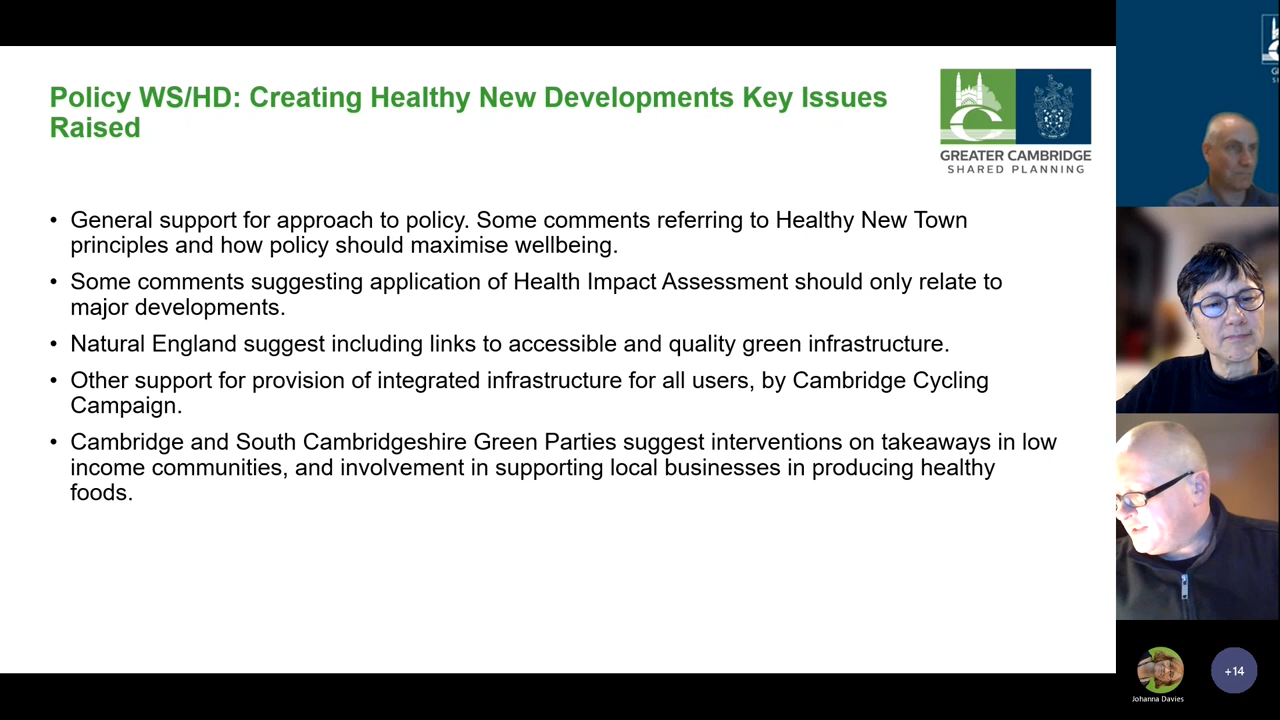 Policy WS/HD: Creating Healthy New Developments Key Issues
Raised
GREATER CAMBRIDGE
SHARED PLANNING
• General support for approach to policy. Some comments referring to Healthy New Town
principles and how policy should maximise wellbeing.
• Some comments suggesting application of Health Impact Assessment should only relate to
major developments.
• Natural England suggest including links to accessible and quality green infrastructure.
• Other support for provision of integrated infrastructure for all users, by Cambridge Cycling
Campaign.
• Cambridge and South Cambridgeshire Green Parties suggest interventions on takeaways in low
income communities, and involvement in supporting local businesses in producing healthy
foods.
Johanna Davies
+14